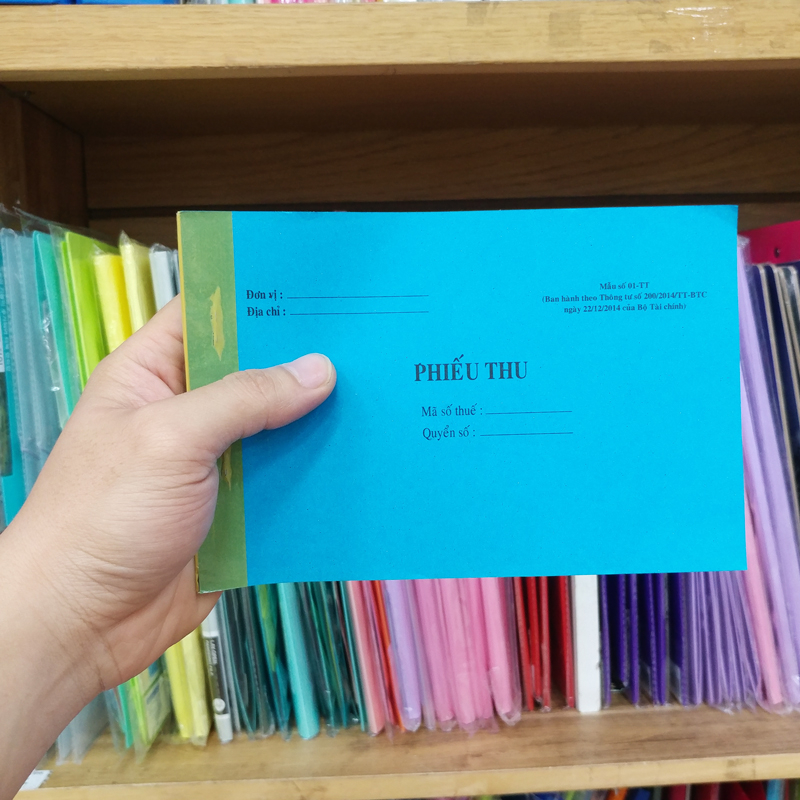 Đơn vị :
Địa chỉ :
Mẫu số 01-TT
(Ban hành theo Thông tư số 200/2014/TT-BTC
ngày 22/12/2014 của Bộ Tài chính)
PHIẾU THU
Mã số thuế :
Quyển số :